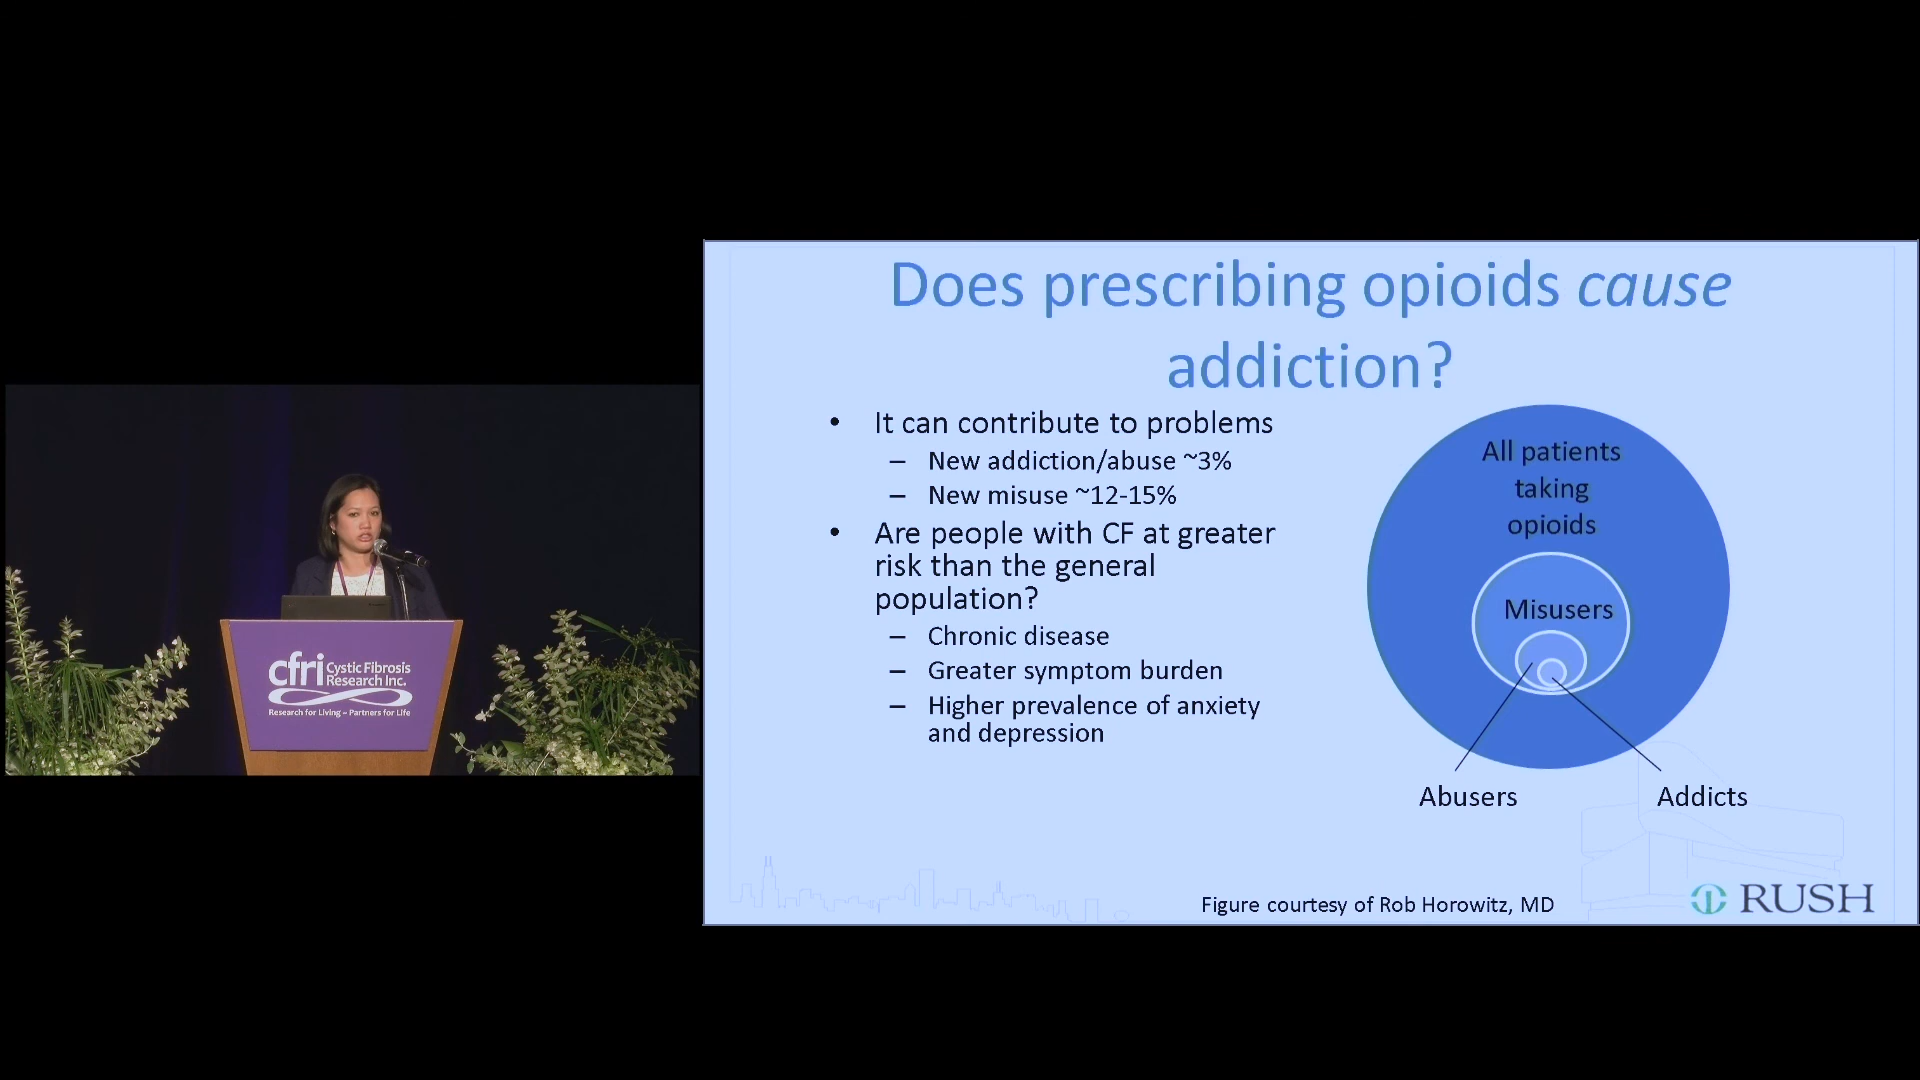 Does prescribing opioids cause
addiction?
• It can contribute to problems
– New addiction/abuse ~3%
– New misuse ~12-15%
• Are people with CF at greater
risk than the general
population?
– Chronic disease
– Greater symptom burden
– Higher prevalence of anxiety
and depression
All patients
taking
opioids
Misusers
Abusers
Addicts
Figure courtesy of Rob Horowitz, MD
RUSH
cfri Cystic Fibrosis
Research Inc.
Research for Living – Partners for Life